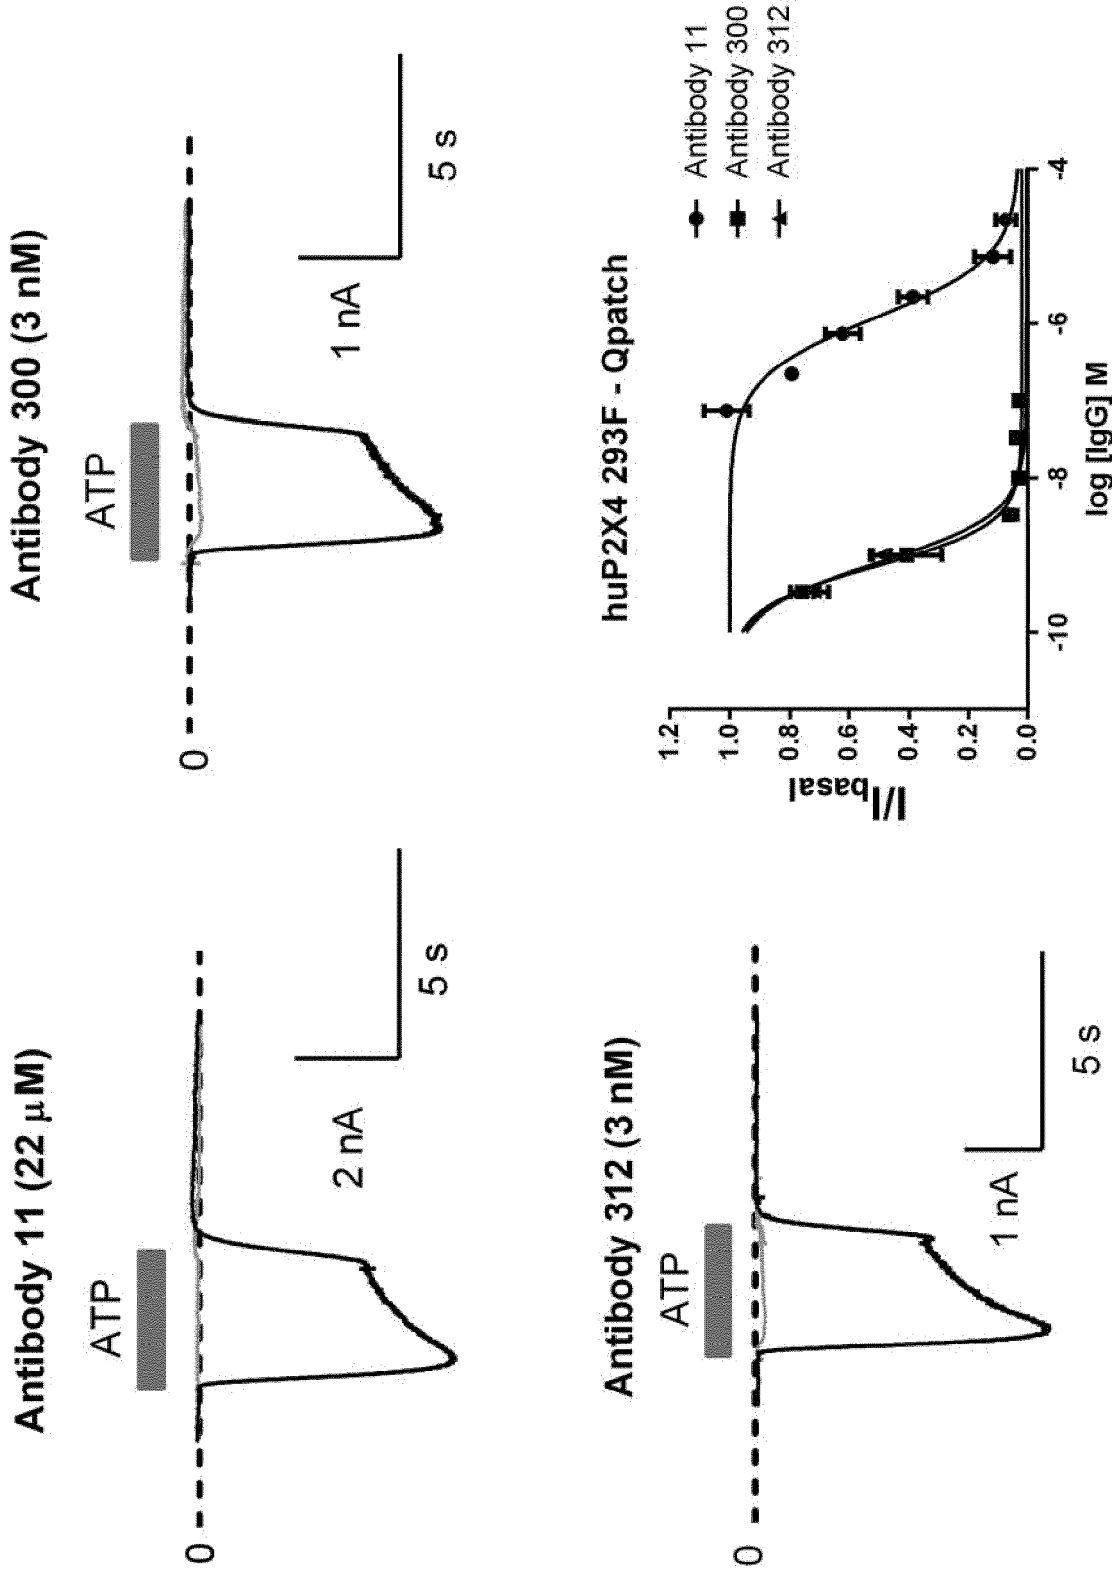 Antibody 11 (22 μM)
ATP
0
2 nA
5 s
Antibody 300 (3 nM)
ATP
0
1 nA
5 s
Antibody 312 (3 nM)
ATP
0
1 nA
5 s
huP2X4 293F - Qpatch
Antibody 11
Antibody 300
Antibody 312
1.2
1.0
0.8
0.6
0.4
0.2
0.0
I/Ibasal
-10
-8
-6
-4
log [IgG] M